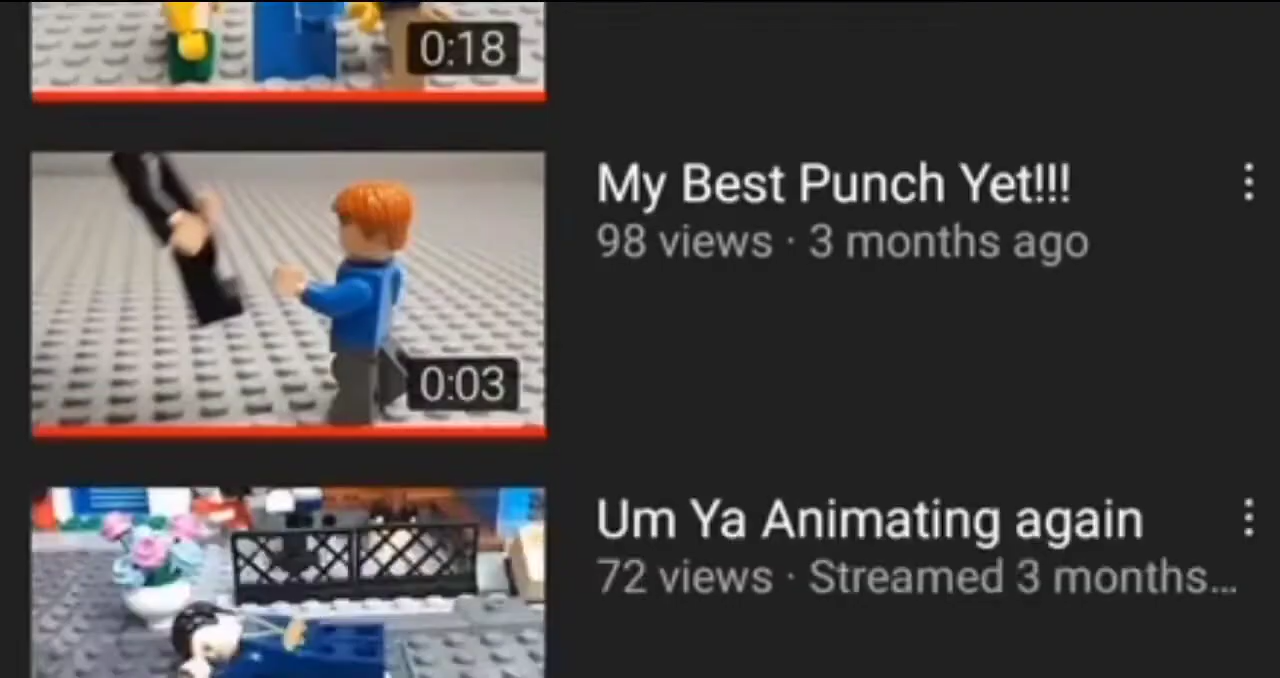 0:18
My Best Punch Yet!!!
98 views · 3 months ago
0:03
Um Ya Animating again
72 views · Streamed 3 months...